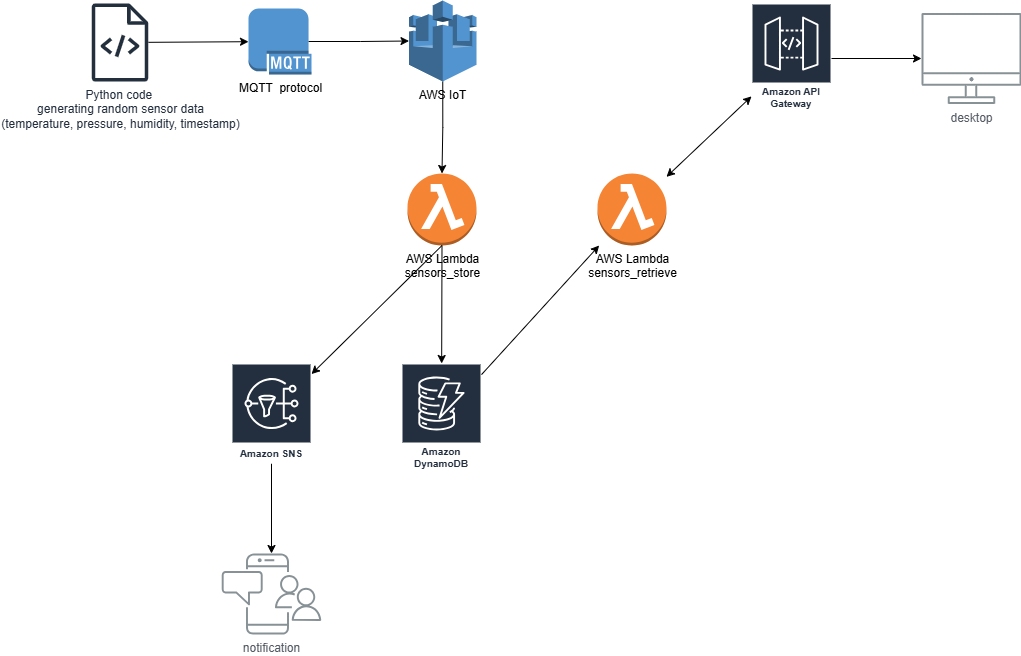 Python code
generating random sensor data
(temperature, pressure, humidity, timestamp)
MQTT
MQTT protocol
AWS IoT
Amazon API
Gateway
desktop
AWS Lambda
sensors_store
AWS Lambda
sensors_retrieve
Amazon SNS
Amazon
DynamoDB
notification